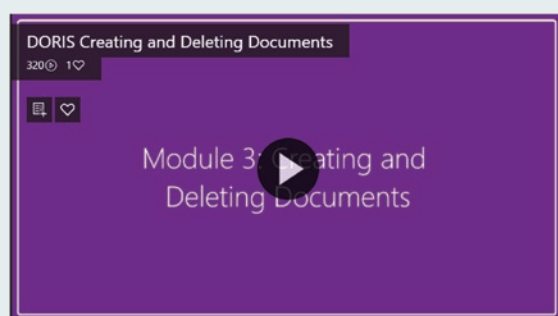 DORIS Creating and Deleting Documents
320 1
Module 3: Creating and
Deleting Documents